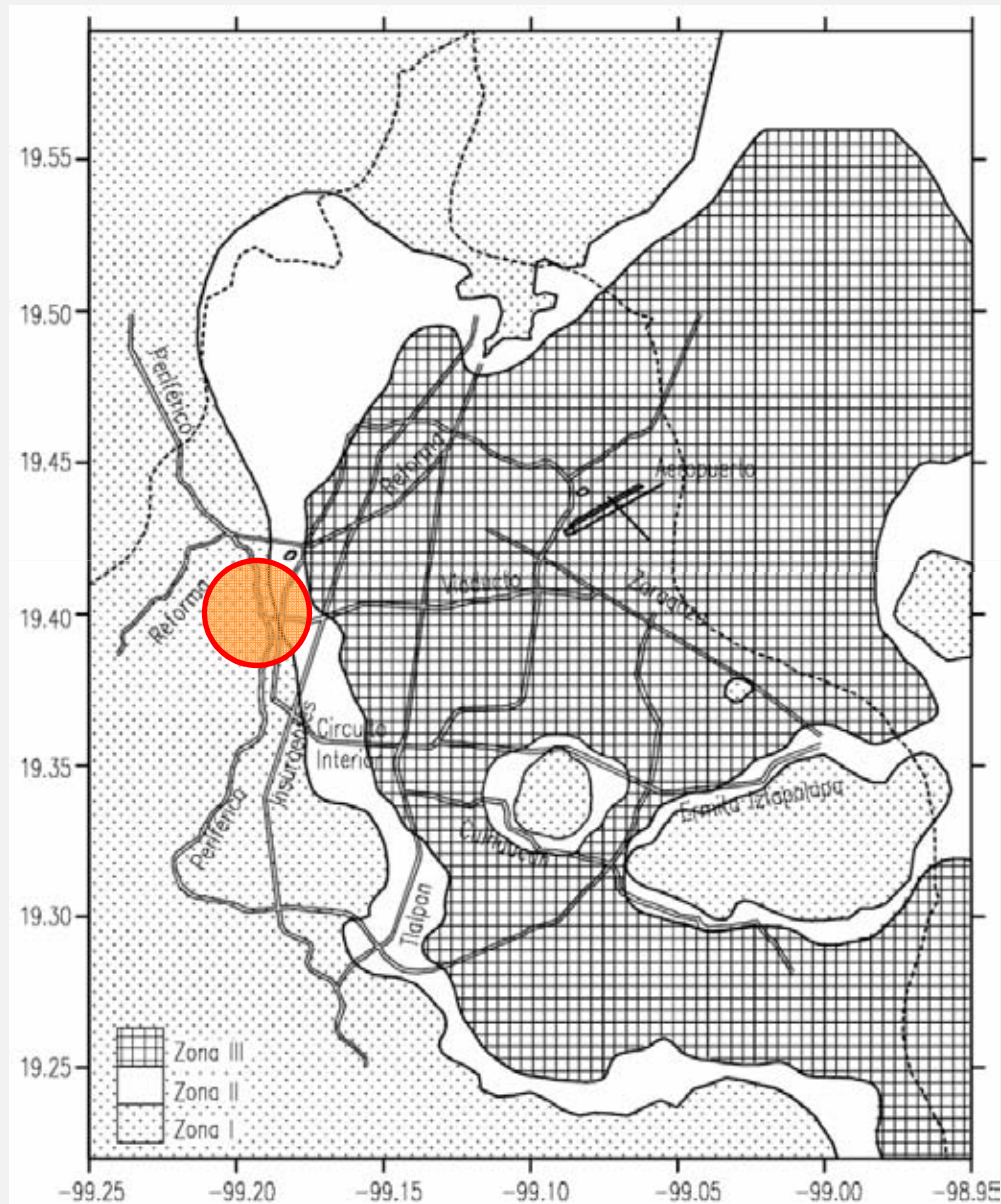 19.55
19.50
Periférico
19.45
Reforma
Aeropuerto
Viaducto
Zaragoza
19.40
Reforma
Circuito
Interior
Insurgentes
19.35
Ermita Iztapalapa
Periférico
19.30
Tlalpan
Zona III
19.25
Zona II
Zona I
-99.25
-99.20
-99.15
-99.10
-99.05
-99.00
-98.95